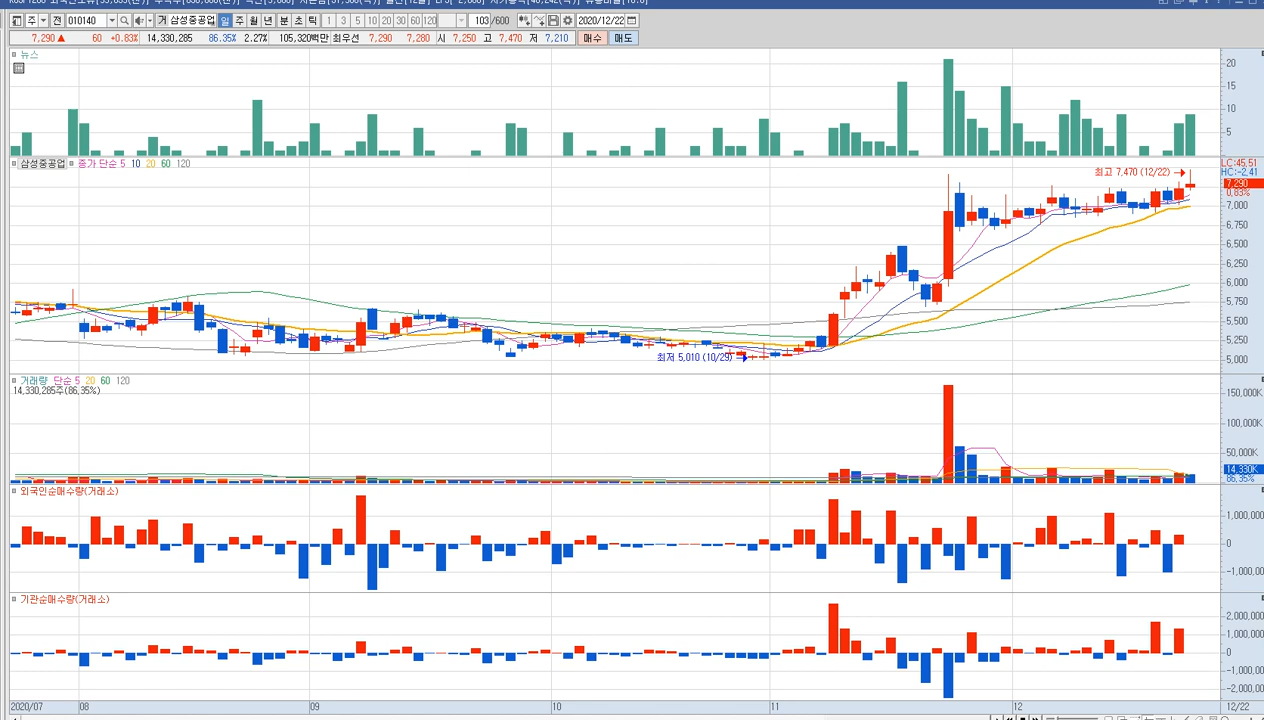 주 전 010140 거 삼성중공업 일 주 월 년 분 초 틱 1 3 5 10 20 30 60 120 103 /600 2020/12/22
7,290 ▲ 60 +0.83% 14,330,285 86.35% 2.27% 105,320백만 최우선 7,290 7,280 시 7,250 고 7,470 저 7,210 매수 매도
뉴스
20
15
10
5
삼성중공업 종가 단순 5 10 20 60 120
최고 7,470 (12/22)
LC:45.51
HC:-2.41
7,290
0.83%
7,000
6,750
6,500
6,250
6,000
5,750
5,500
5,250
5,000
최저 5,010 (10/29)
거래량 단순 5 20 60 120
14,330,285주(86.35%)
150,000K
100,000K
50,000K
14,330K
86.35%
외국인순매수량(거래소)
1,000,00
0
-1,000,00
기관순매수량(거래소)
2,000,00
1,000,00
0
-1,000,00
-2,000,00
2020/07 08 09 10 11 12 12/22